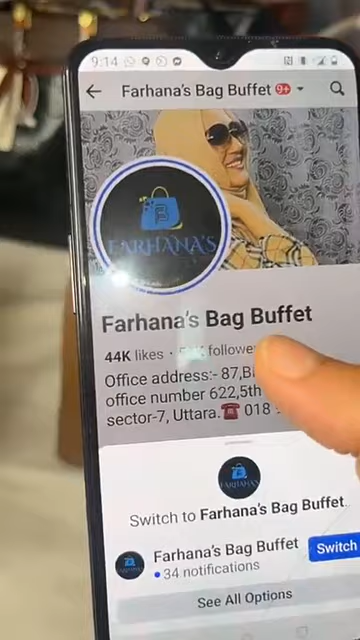 9:14
Farhana's Bag Buffet 9+
FARHANA'S
Farhana's Bag Buffet
44K likes ·
Office address:- 87,
office number 622,5th
sector-7, Uttara.☎ 018
FARHANA'S
Switch to Farhana's Bag Buffet.
Farhana's Bag Buffet
34 notifications
Switch
See All Options